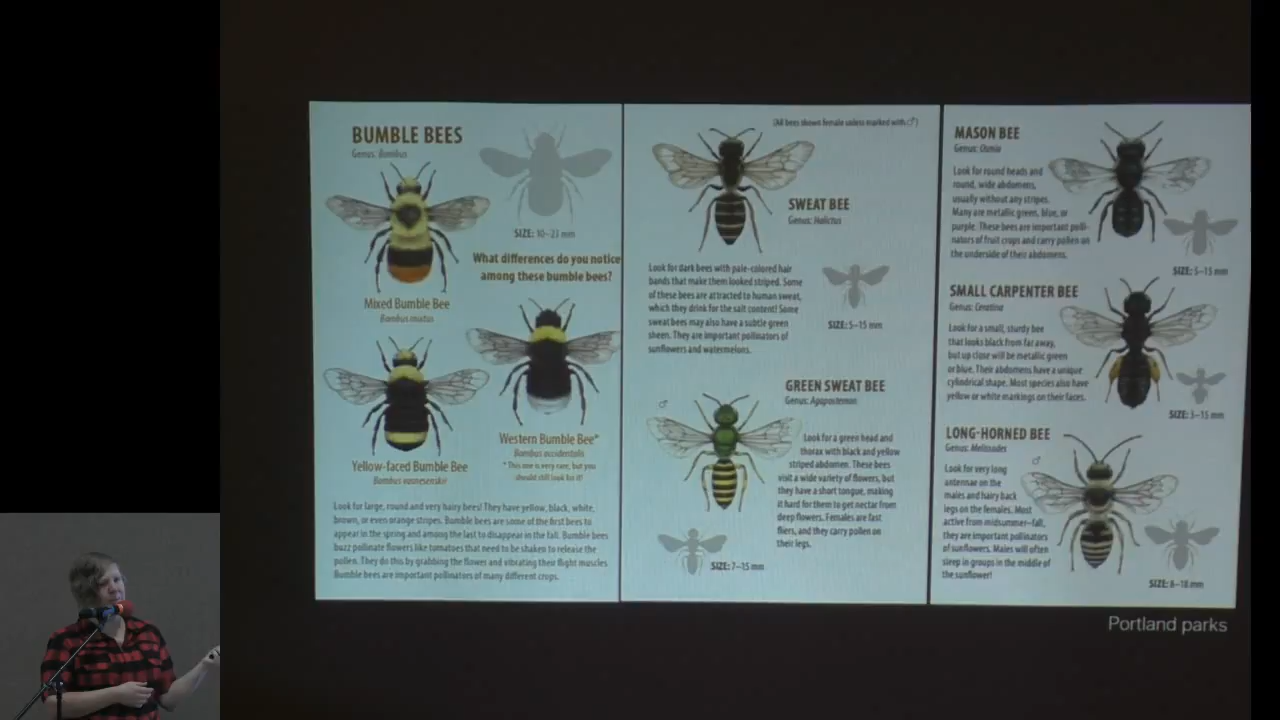 BUMBLE BEES
Genus: Bombus
SIZE: 10–23 mm
What differences do you notice
among these bumble bees?
Mixed Bumble Bee
Bombus mixtus
Western Bumble Bee*
Bombus occidentalis
* This one is very rare, but you
should still look for it!
Yellow-faced Bumble Bee
Bombus vosnesenskii
Look for large, round and very hairy bees! They have yellow, black, white,
brown, or even orange stripes. Bumble bees are some of the first bees to
appear in the spring and among the last to disappear in the fall. Bumble bees
buzz pollinate flowers like tomatoes that need to be shaken to release the
pollen. They do this by grabbing the flower and vibrating their flight muscles
Bumble bees are important pollinators of many different crops.
(All bees shown female unless marked with ♂)
SWEAT BEE
Genus: Halictus
Look for dark bees with pale-colored hair
bands that make them looked striped. Some
of these bees are attracted to human sweat,
which they drink for the salt content! Some
sweat bees may also have a subtle green
sheen. They are important pollinators of
sunflowers and watermelons.
SIZE: 5–15 mm
GREEN SWEAT BEE
Genus: Agapostemon
♂
Look for a green head and
thorax with black and yellow
striped abdomen. These bees
visit a wide variety of flowers, but
they have a short tongue, making
it hard for them to get nectar from
deep flowers. Females are fast
fliers, and they carry pollen on
their legs.
SIZE: 7–15 mm
MASON BEE
Genus: Osmia
Look for round heads and
round, wide abdomens,
usually without any stripes.
Many are metallic green, blue, or
purple. These bees are important polli-
nators of fruit crops and carry pollen on
the underside of their abdomens.
SIZE: 5–15 mm
SMALL CARPENTER BEE
Genus: Ceratina
Look for a small, sturdy bee
that looks black from far away,
but up close will be metallic green
or blue. Their abdomens have a unique
cylindrical shape. Most species also have
yellow or white markings on their faces.
SIZE: 3–15 mm
LONG-HORNED BEE
Genus: Melissodes
♂
Look for very long
antennae on the
males and hairy back
legs on the females. Most
active from midsummer–fall,
they are important pollinators
of sunflowers. Males will often
sleep in groups in the middle of
the sunflower!
SIZE: 8–18 mm
Portland parks